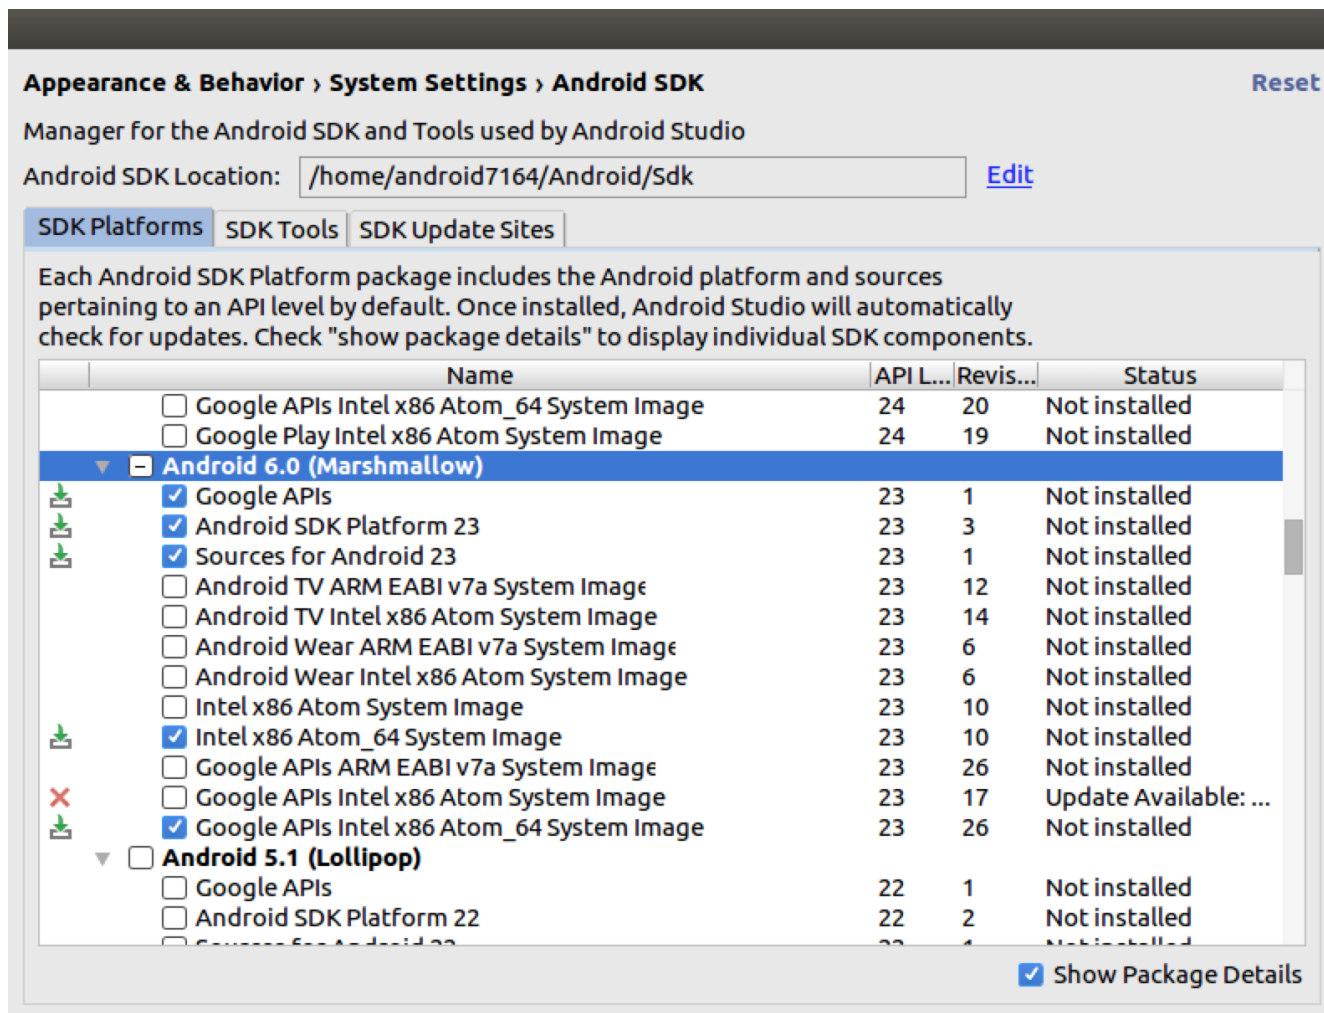 Appearance & Behavior › System Settings › Android SDK Reset
Manager for the Android SDK and Tools used by Android Studio
Android SDK Location: /home/android7164/Android/Sdk Edit
SDK Platforms SDK Tools SDK Update Sites
Each Android SDK Platform package includes the Android platform and sources
pertaining to an API level by default. Once installed, Android Studio will automatically
check for updates. Check "show package details" to display individual SDK components.
Name API L... Revis... Status
Google APIs Intel x86 Atom_64 System Image 24 20 Not installed
Google Play Intel x86 Atom System Image 24 19 Not installed
Android 6.0 (Marshmallow)
Google APIs 23 1 Not installed
Android SDK Platform 23 23 3 Not installed
Sources for Android 23 23 1 Not installed
Android TV ARM EABI v7a System Image 23 12 Not installed
Android TV Intel x86 Atom System Image 23 14 Not installed
Android Wear ARM EABI v7a System Image 23 6 Not installed
Android Wear Intel x86 Atom System Image 23 6 Not installed
Intel x86 Atom System Image 23 10 Not installed
Intel x86 Atom_64 System Image 23 10 Not installed
Google APIs ARM EABI v7a System Image 23 26 Not installed
Google APIs Intel x86 Atom System Image 23 17 Update Available: ...
Google APIs Intel x86 Atom_64 System Image 23 26 Not installed
Android 5.1 (Lollipop)
Google APIs 22 1 Not installed
Android SDK Platform 22 22 2 Not installed
Sources for Android 22 22 1 Not installed
Show Package Details